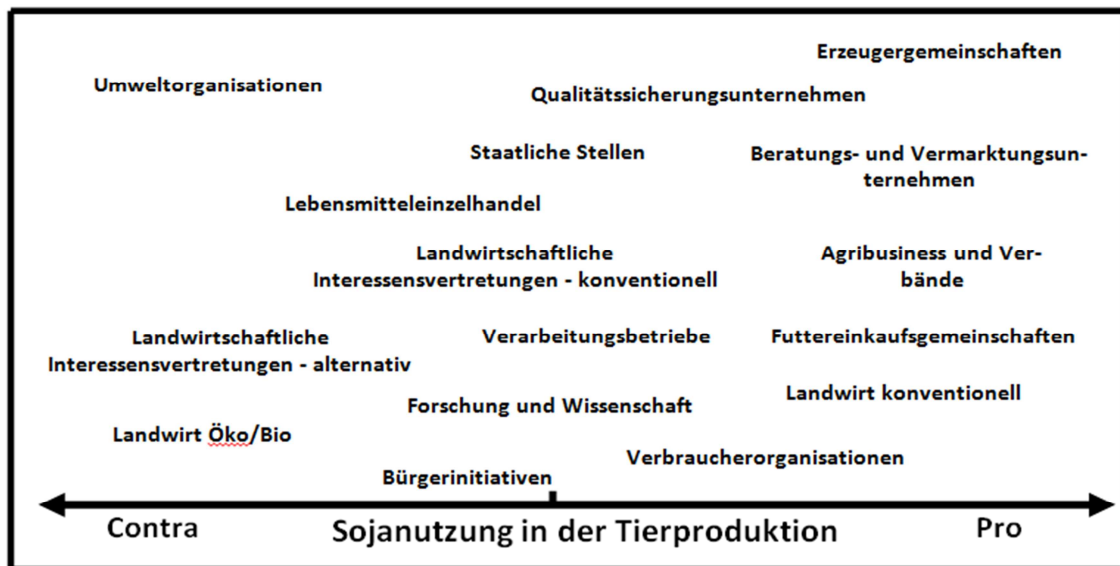 Erzeugergemeinschaften
Umweltorganisationen
Qualitätssicherungsunternehmen
Staatliche Stellen
Beratungs- und Vermarktungsun-
ternehmen
Lebensmitteleinzelhandel
Landwirtschaftliche
Interessensvertretungen - konventionell
Agribusiness und Ver-
bände
Landwirtschaftliche
Interessensvertretungen - alternativ
Verarbeitungsbetriebe
Futtereinkaufsgemeinschaften
Landwirt konventionell
Forschung und Wissenschaft
Landwirt Öko/Bio
Verbraucherorganisationen
Bürgerinitiativen
Contra
Sojanutzung in der Tierproduktion
Pro